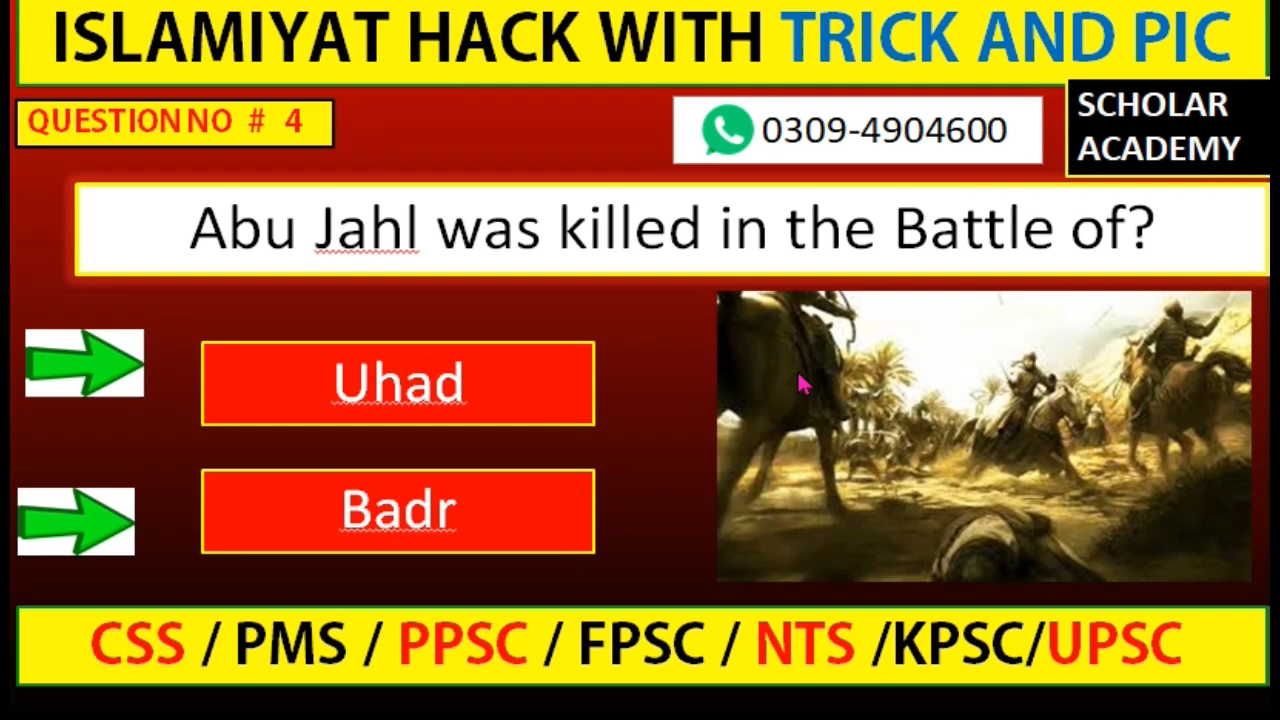 ISLAMIYAT HACK WITH TRICK AND PIC
QUESTION NO # 4
0309-4904600
SCHOLAR
ACADEMY
Abu Jahl was killed in the Battle of?
Uhad
Badr
CSS / PMS / PPSC / FPSC / NTS /KPSC/UPSC